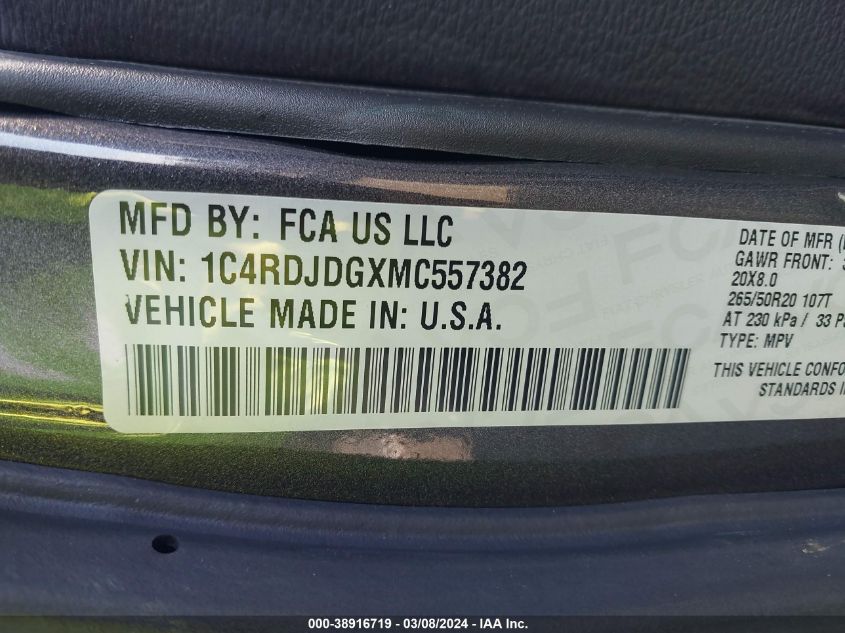 MFD BY: FCA US LLC
VIN: 1C4RDJDGXMC557382
VEHICLE MADE IN: U.S.A.
DATE OF MFR
GAWR FRONT:
20X8.0
265/50R20 107T
AT 230 kPa / 33
TYPE: MPV
THIS VEHICLE
STANDARDS
000-38916719 - 03/08/2024 - IAA Inc.